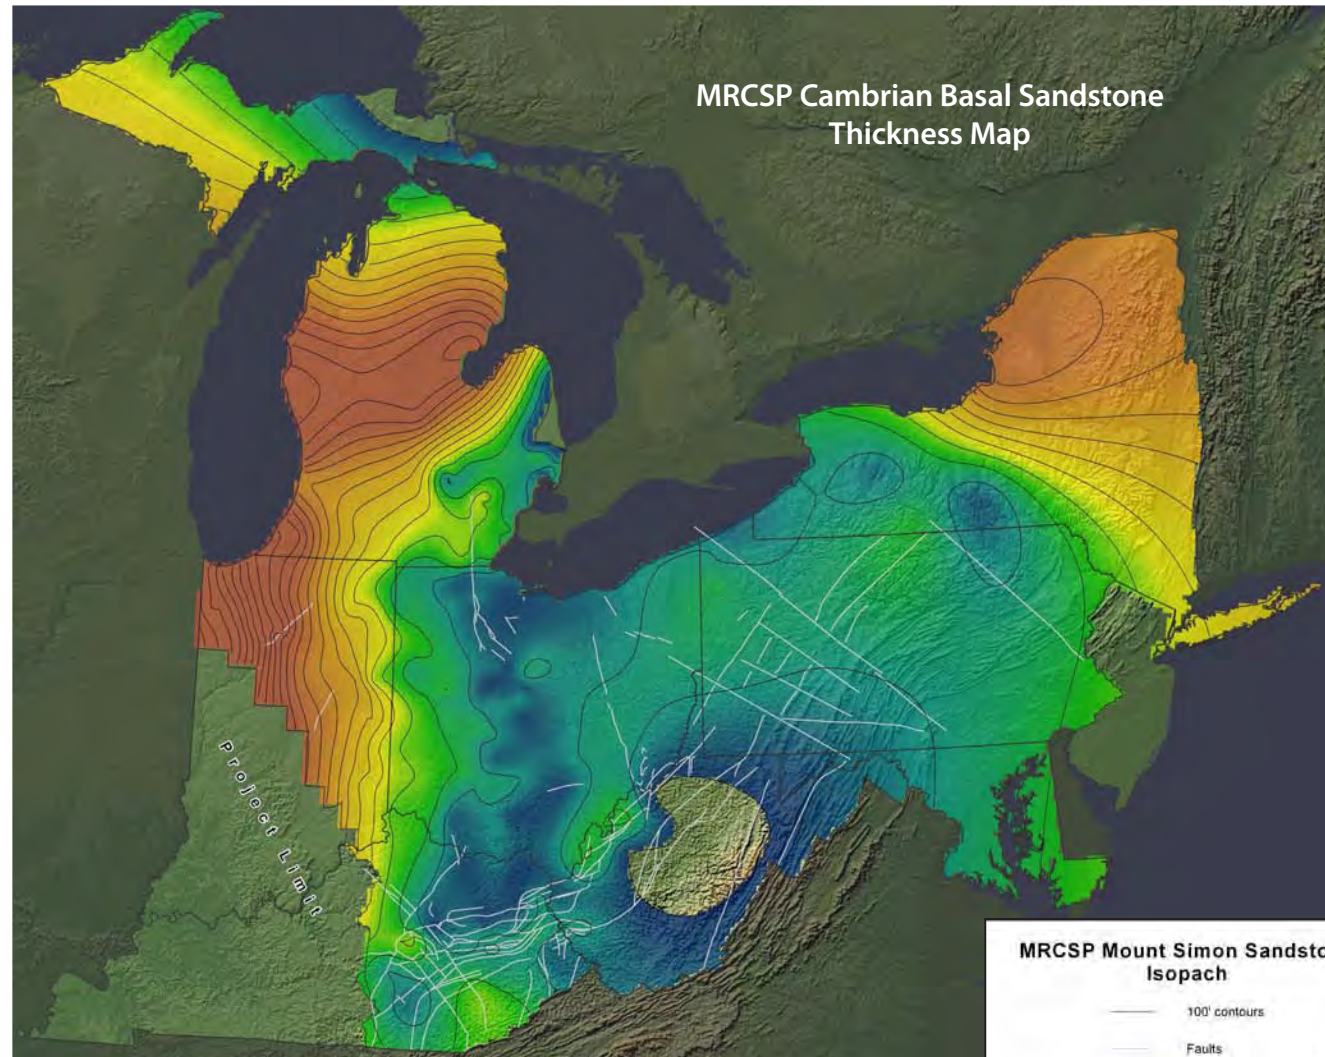 MRCSP Cambrian Basal Sandstone
Thickness Map
Project Limit
MRCSP Mount Simon Sandsto
Isopach
100' contours
Faults